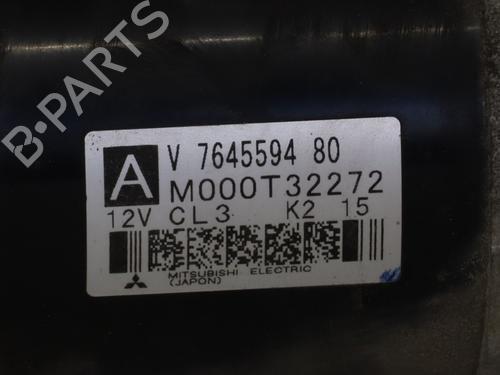 B-PARTS
A
V 7645594 80
M000T32272
12V CL3 K2 15
MITSUBISHI ELECTRIC
(JAPON)